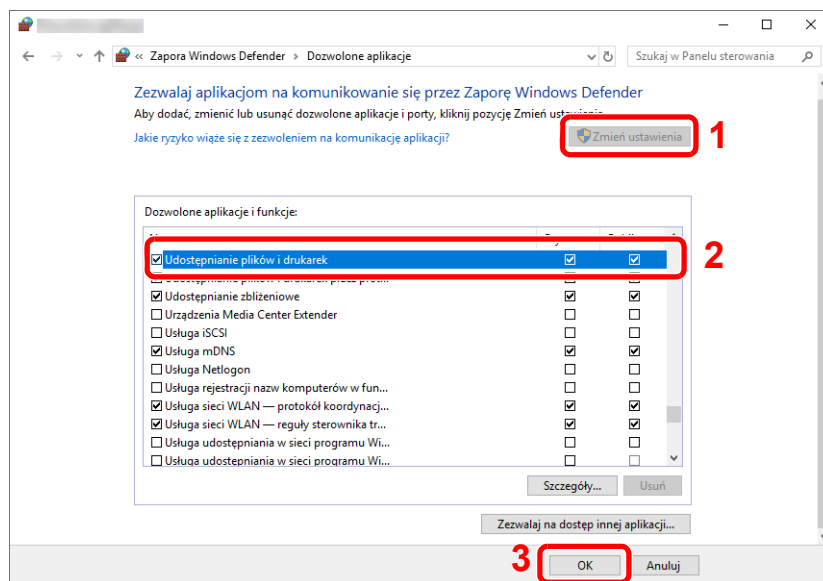 « Zapora Windows Defender > Dozwolone aplikacje
Szukaj w Panelu sterowania
Zezwalaj aplikacjom na komunikowanie się przez Zaporę Windows Defender
Aby dodać, zmienić lub usunąć dozwolone aplikacje i porty, kliknij pozycję Zmień ustawienia.
Jakie ryzyko wiąże się z zezwoleniem na komunikację aplikacji?
Zmień ustawienia
1
Dozwolone aplikacje i funkcje:
Udostępnianie plików i drukarek
2
Udostępnianie plików i drukarek przez prot...
Udostępnianie zbliżeniowe
Urządzenia Media Center Extender
Usługa iSCSI
Usługa mDNS
Usługa Netlogon
Usługa rejestracji nazw komputerów w fun...
Usługa sieci WLAN — protokół koordynacj...
Usługa sieci WLAN — reguły sterownika tr...
Usługa udostępniania w sieci programu Wi...
Usługa udostępniania w sieci programu Wi...
Szczegóły...
Usuń
Zezwalaj na dostęp innej aplikacji...
3
OK
Anuluj